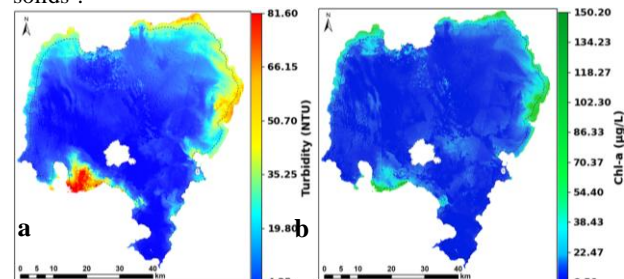 solids .
N
81.60
66.15
50.70
35.25
19.80
Turbidity (NTU)
a
0 5 10 20 30 40
km
N
150.20
134.23
118.27
102.30
86.33
70.37
54.40
38.43
22.47
Chl-a (µg/L)
b
0 5 10 20 30 40
km